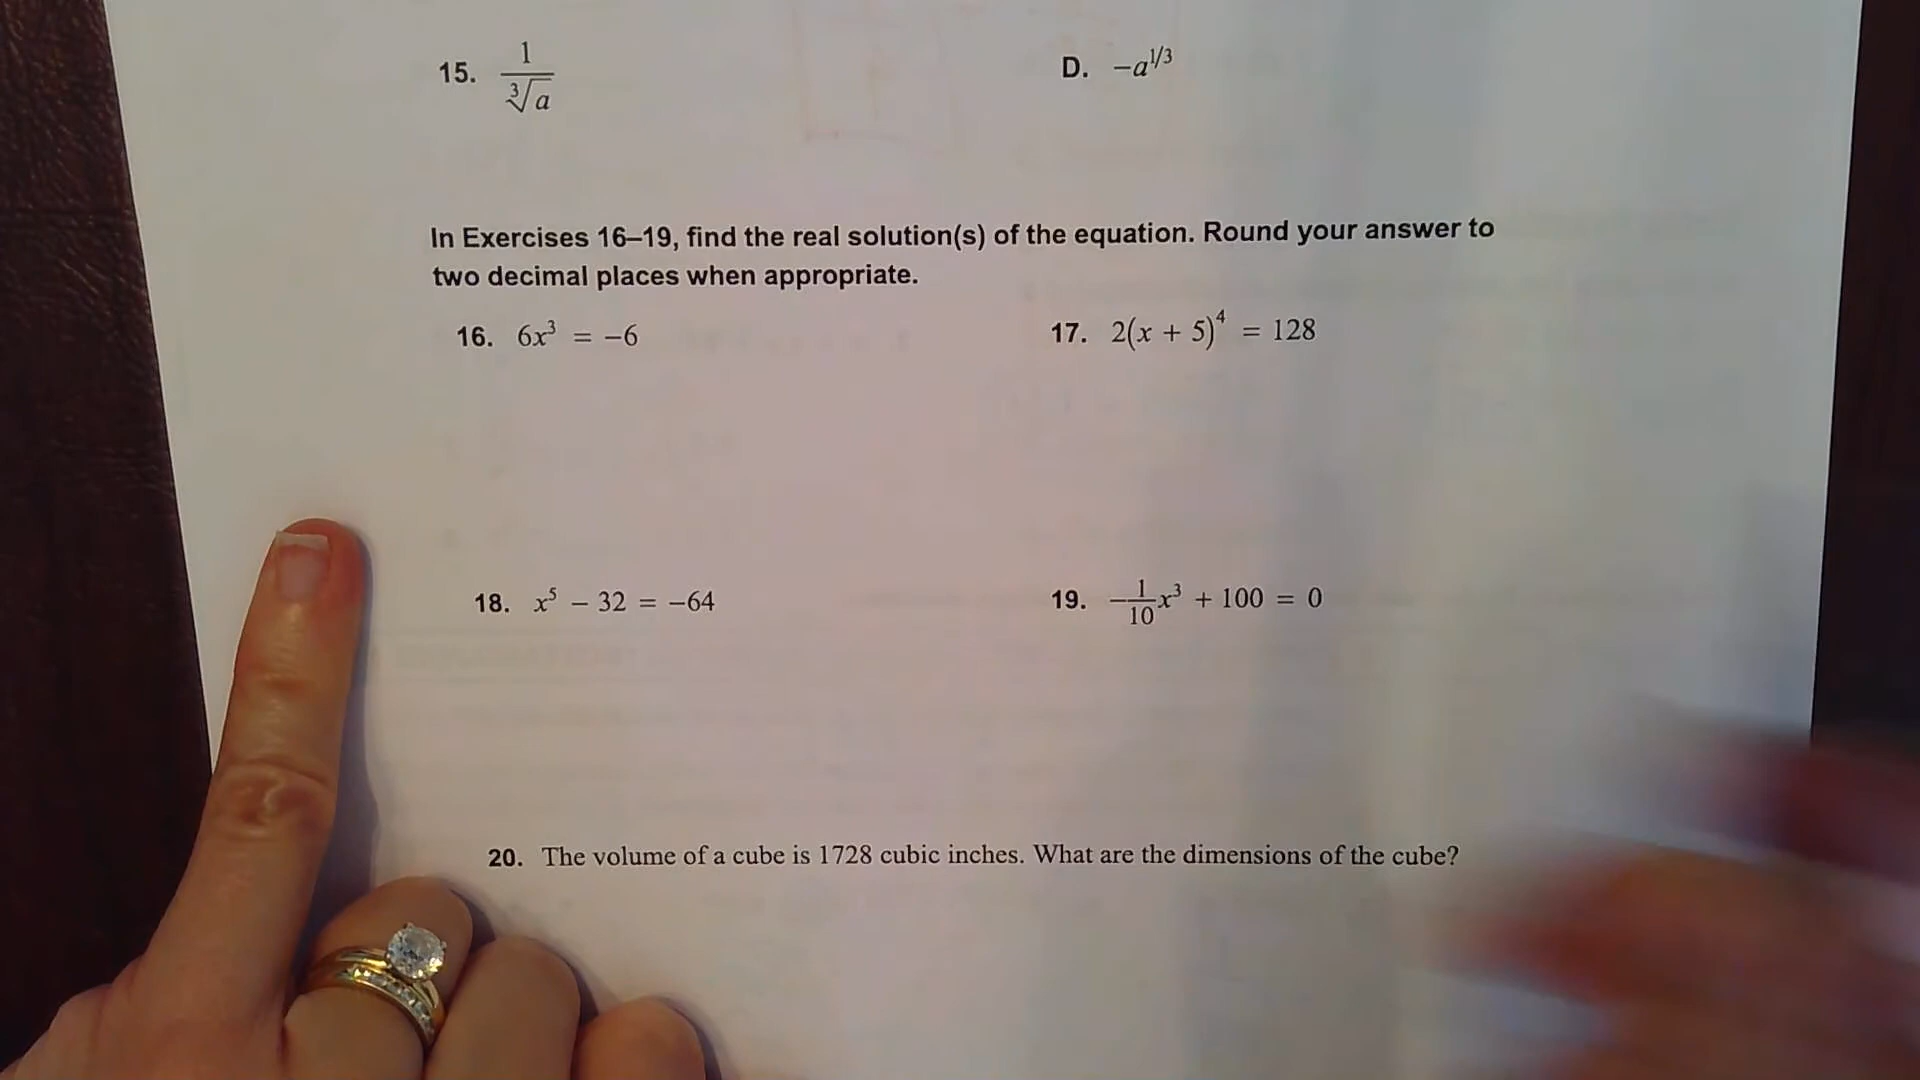 15. 1/∛a
D. −a^1/3
In Exercises 16–19, find the real solution(s) of the equation. Round your answer to
two decimal places when appropriate.
16. 6x³ = −6
17. 2(x + 5)⁴ = 128
18. x⁵ − 32 = −64
19. −1/10x³ + 100 = 0
20. The volume of a cube is 1728 cubic inches. What are the dimensions of the cube?